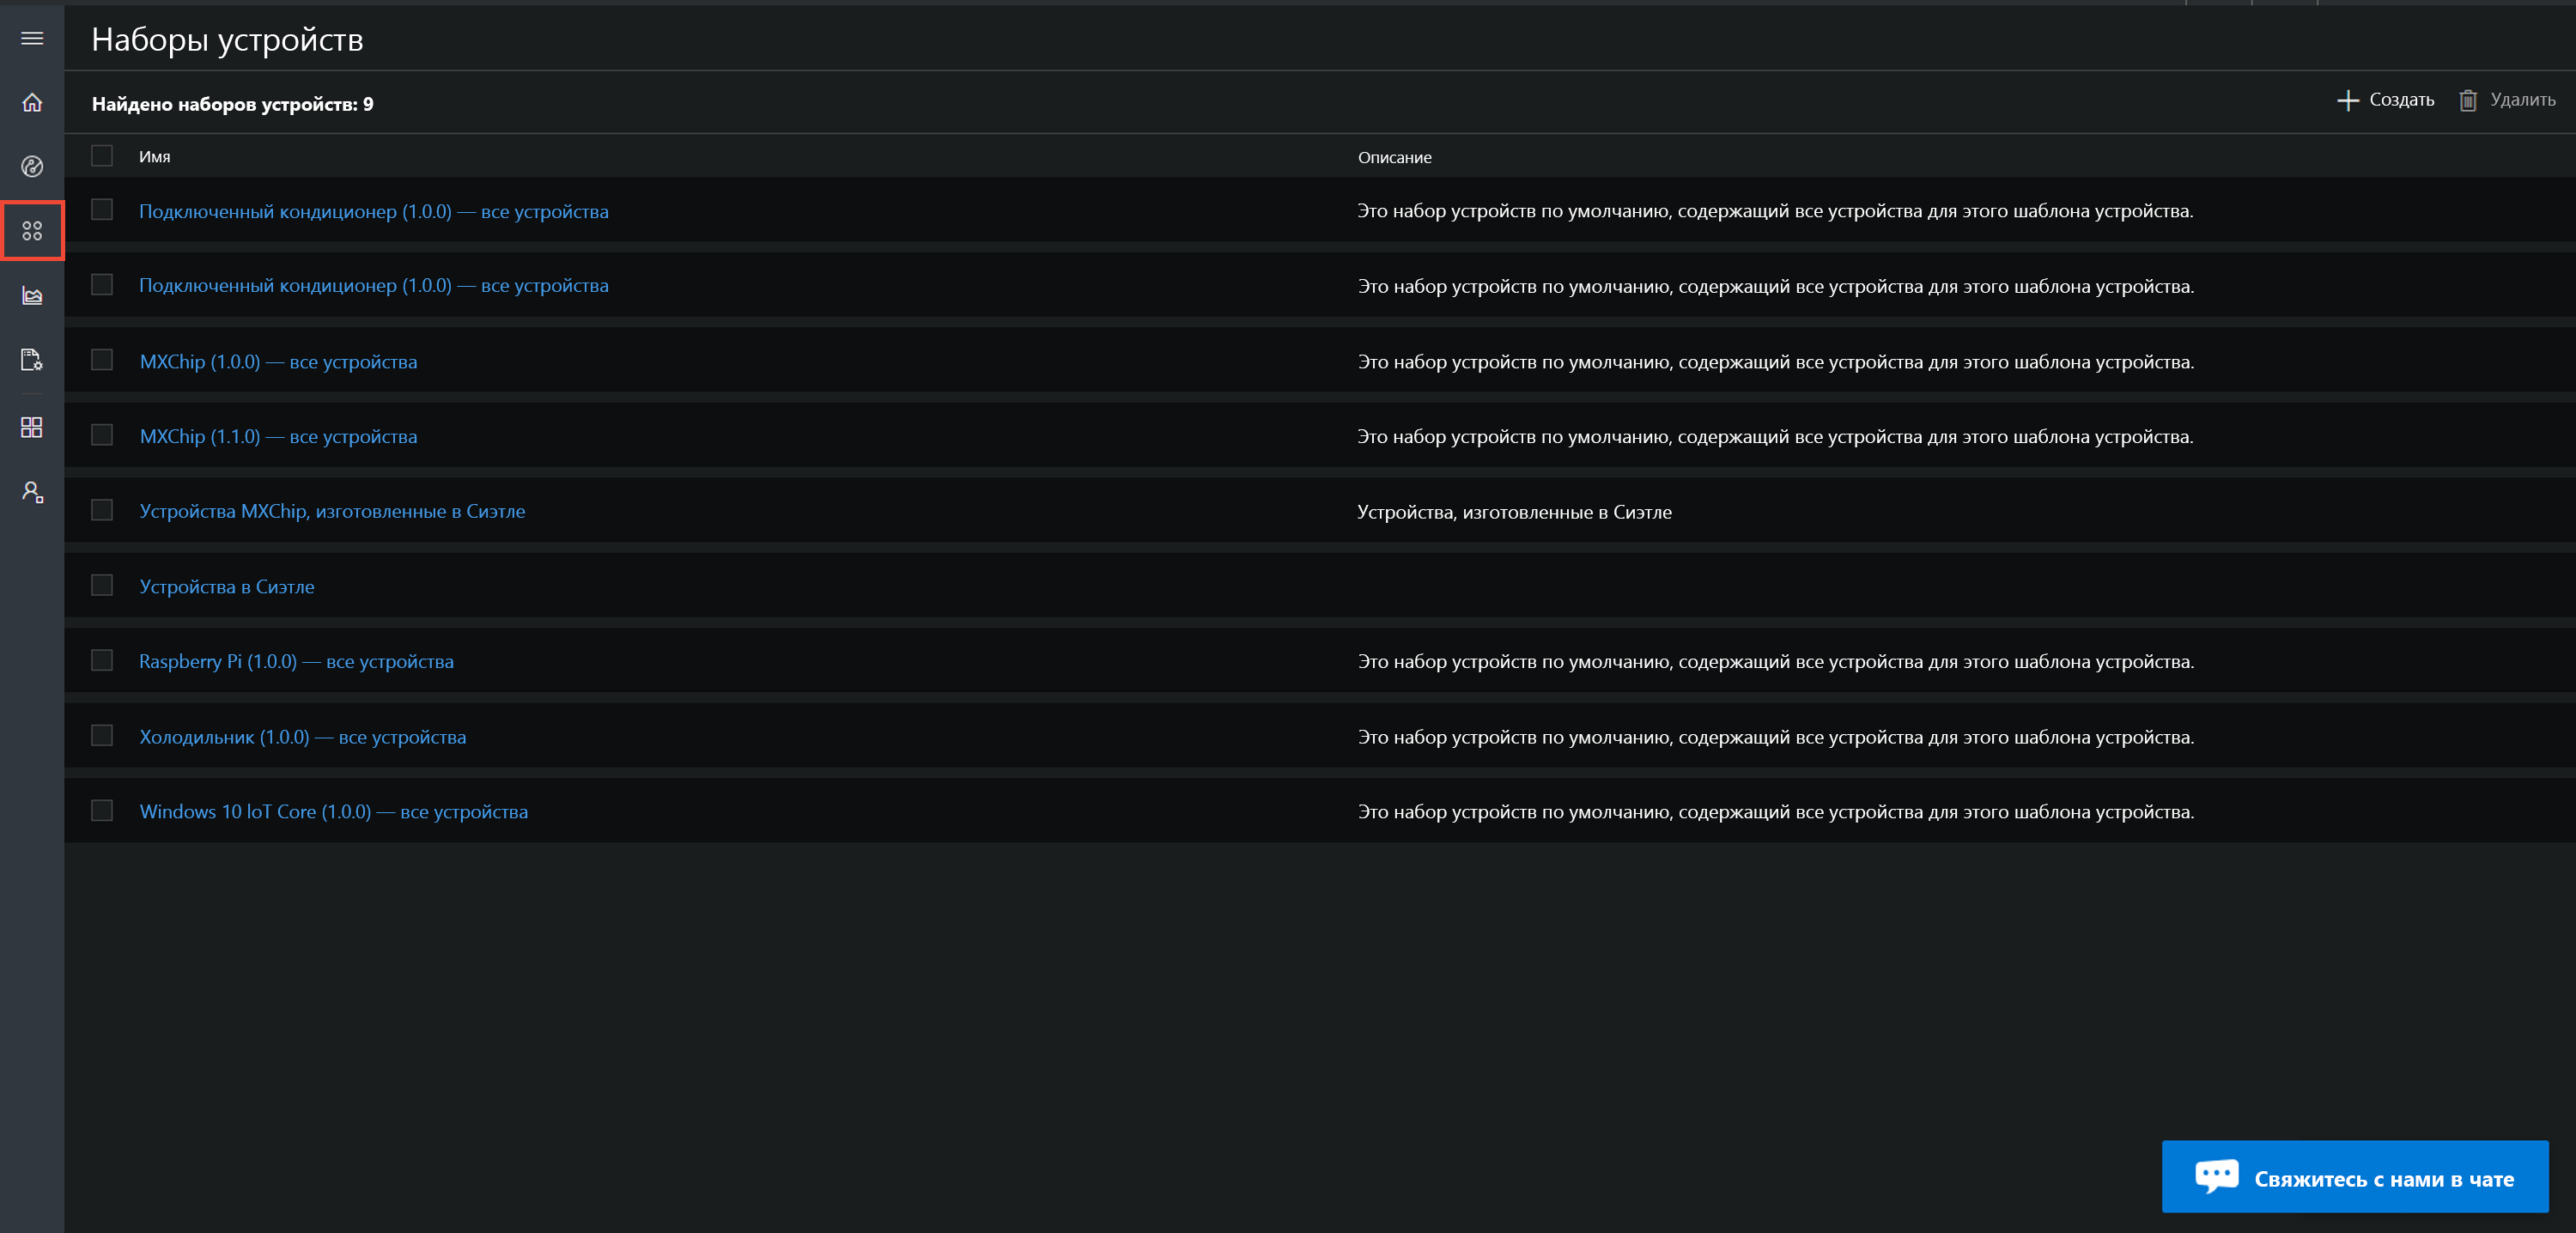 Наборы устройств
Найдено наборов устройств: 9
Создать Удалить
Имя Описание
Подключенный кондиционер (1.0.0) — все устройства Это набор устройств по умолчанию, содержащий все устройства для этого шаблона устройства.
Подключенный кондиционер (1.0.0) — все устройства Это набор устройств по умолчанию, содержащий все устройства для этого шаблона устройства.
MXChip (1.0.0) — все устройства Это набор устройств по умолчанию, содержащий все устройства для этого шаблона устройства.
MXChip (1.1.0) — все устройства Это набор устройств по умолчанию, содержащий все устройства для этого шаблона устройства.
Устройства MXChip, изготовленные в Сиэтле Устройства, изготовленные в Сиэтле
Устройства в Сиэтле
Raspberry Pi (1.0.0) — все устройства Это набор устройств по умолчанию, содержащий все устройства для этого шаблона устройства.
Холодильник (1.0.0) — все устройства Это набор устройств по умолчанию, содержащий все устройства для этого шаблона устройства.
Windows 10 IoT Core (1.0.0) — все устройства Это набор устройств по умолчанию, содержащий все устройства для этого шаблона устройства.
Свяжитесь с нами в чате